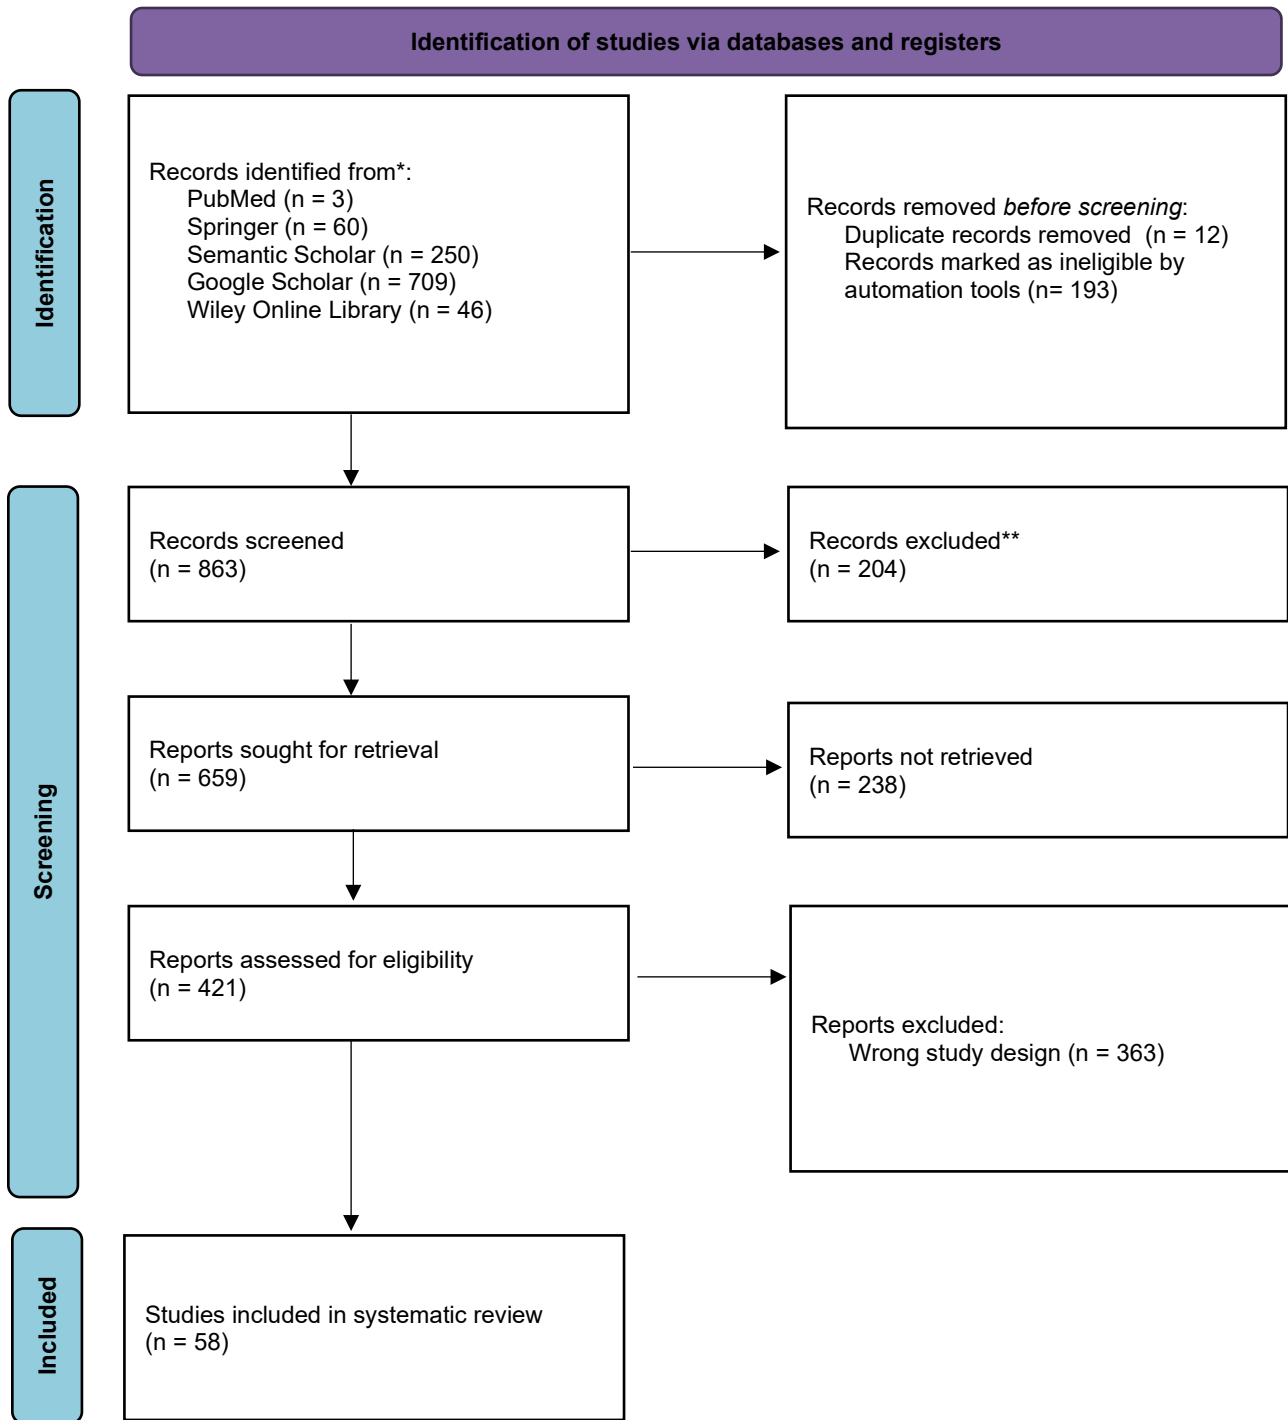 Identification of studies via databases and registers
Identification
Records identified from*:
PubMed (n = 3)
Springer (n = 60)
Semantic Scholar (n = 250)
Google Scholar (n = 709)
Wiley Online Library (n = 46)
Records removed before screening:
Duplicate records removed (n = 12)
Records marked as ineligible by
automation tools (n= 193)
Screening
Records screened
(n = 863)
Records excluded**
(n = 204)
Reports sought for retrieval
(n = 659)
Reports not retrieved
(n = 238)
Reports assessed for eligibility
(n = 421)
Reports excluded:
Wrong study design (n = 363)
Included
Studies included in systematic review
(n = 58)